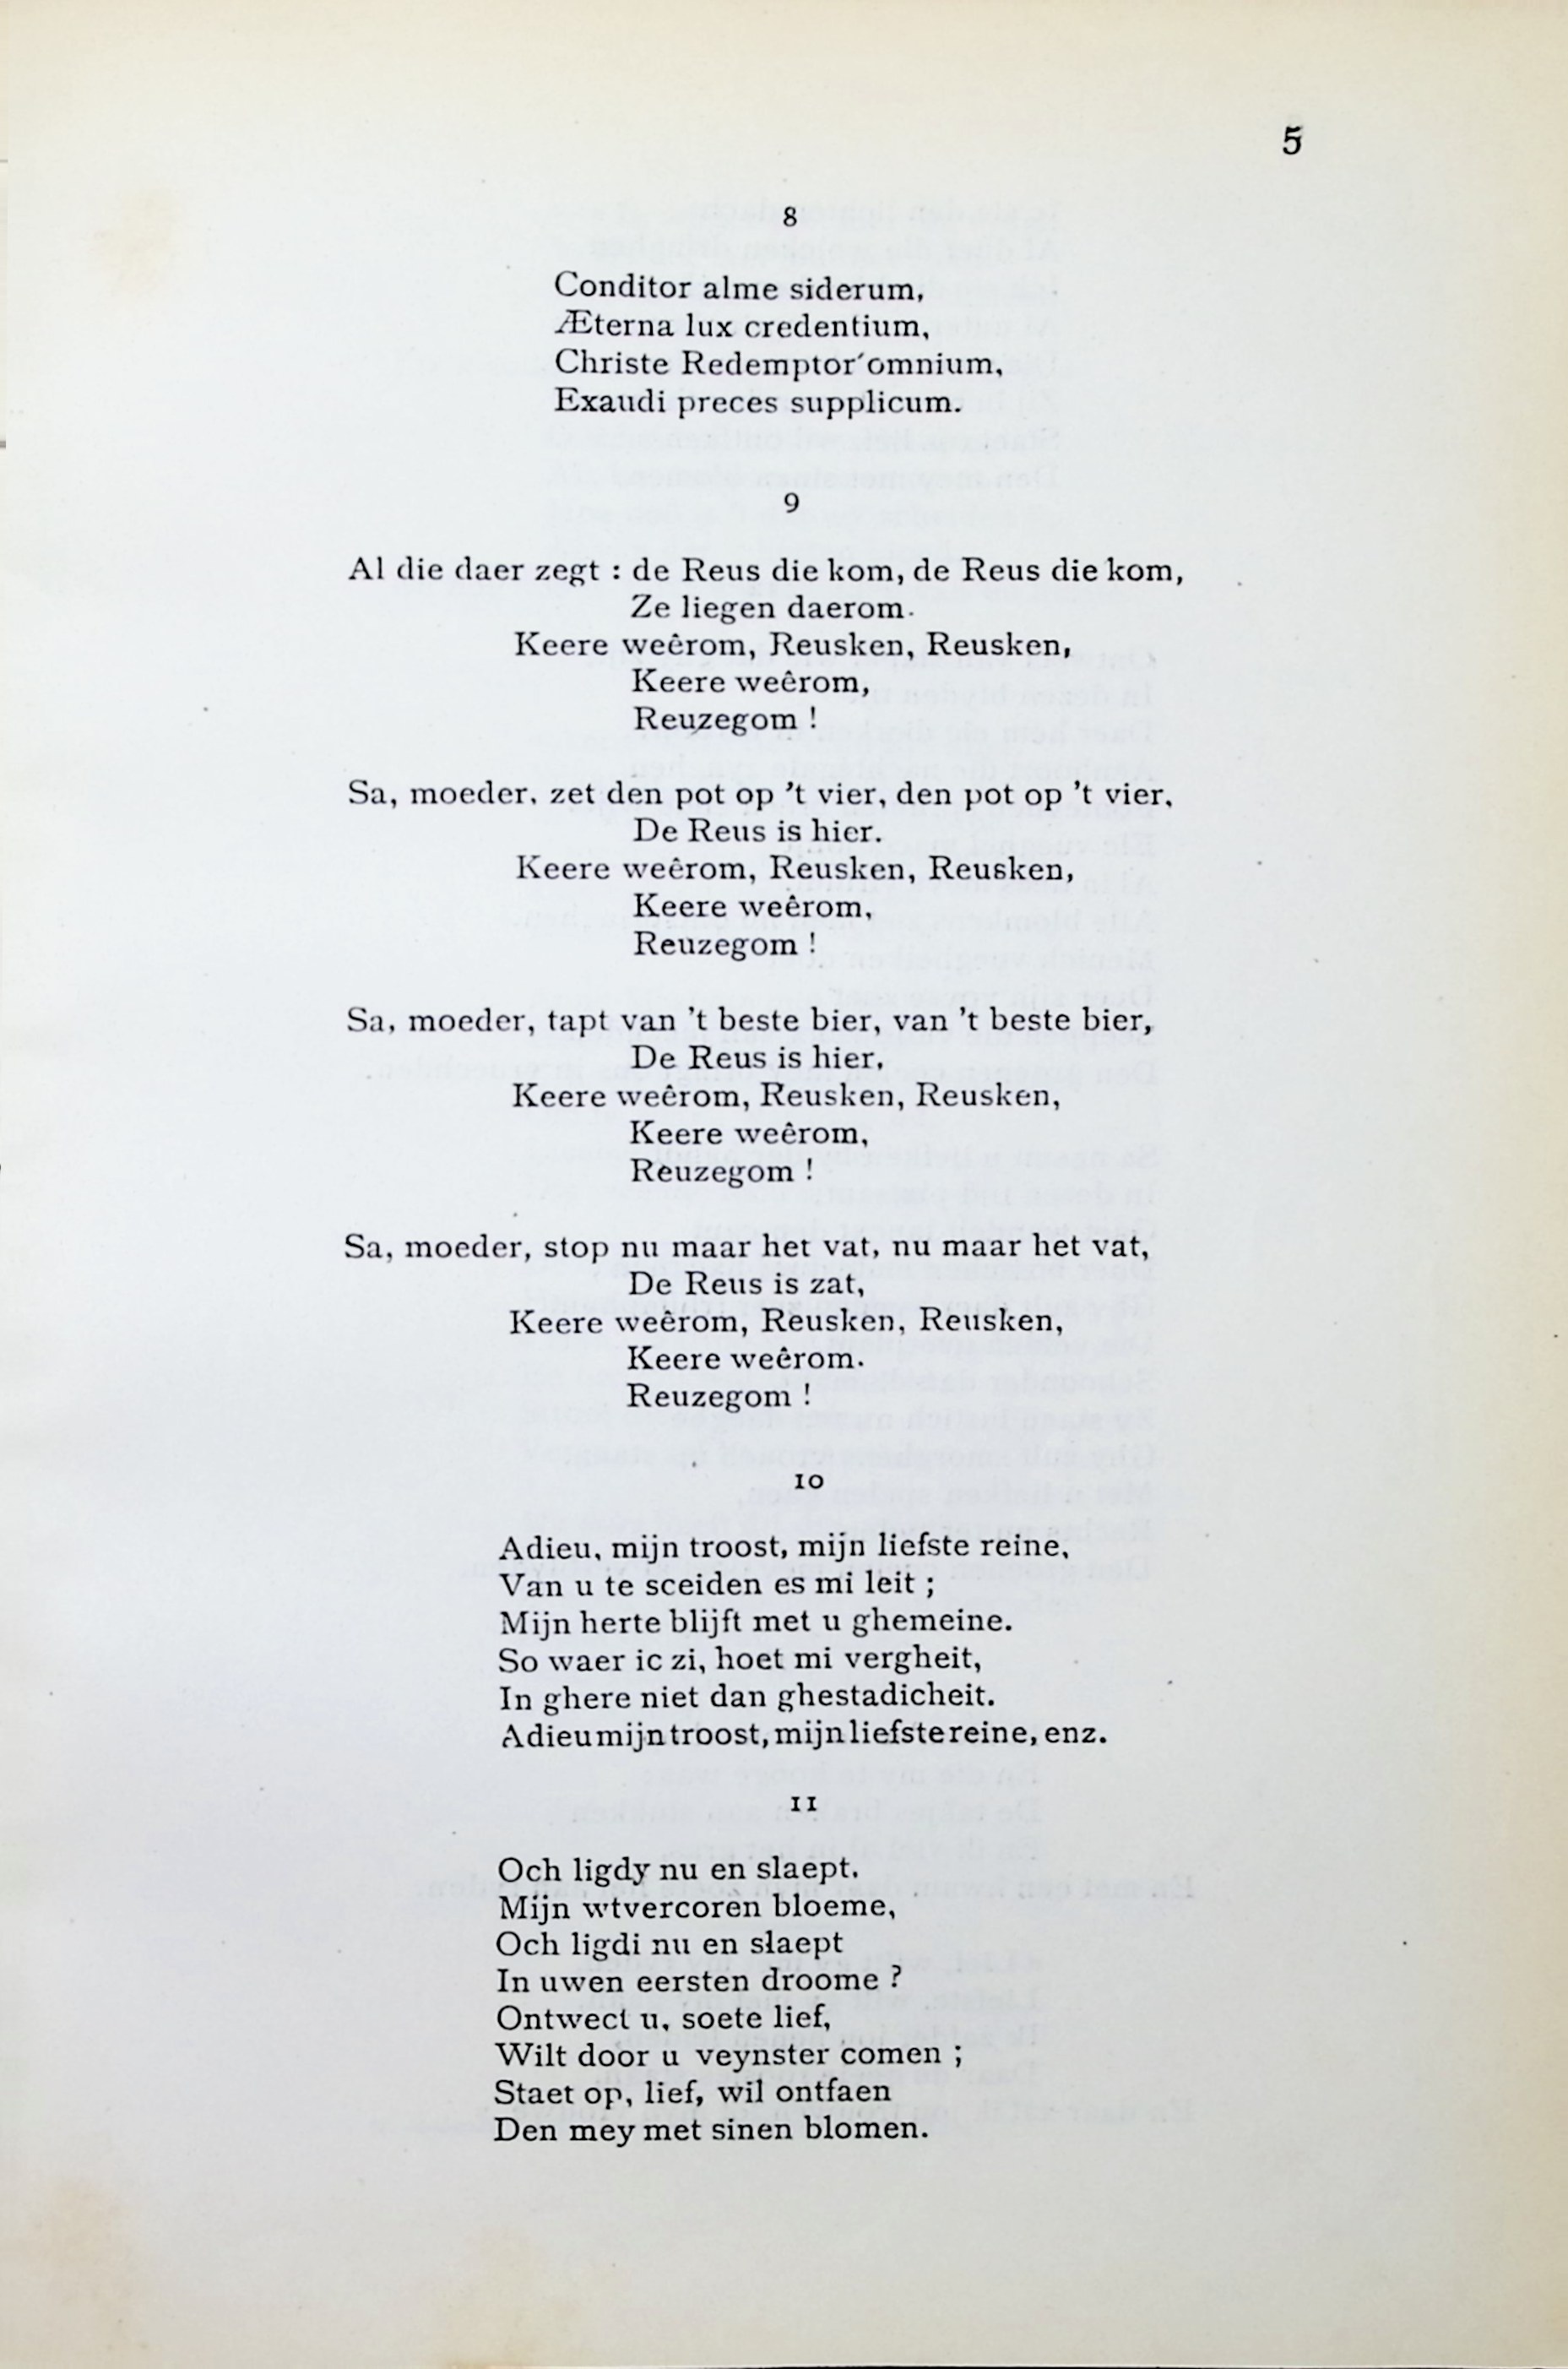 5
8
Conditor alme siderum,
Æterna lux credentium,
Christe Redemptor omnium,
Exaudi preces supplicum.
9
Al die daer zegt : de Reus die kom, de Reus die kom,
Ze liegen daerom.
Keere weêrom, Reusken, Reusken,
Keere weêrom,
Reuzegom !
Sa, moeder, zet den pot op 't vier, den pot op 't vier,
De Reus is hier.
Keere weêrom, Reusken, Reusken,
Keere weêrom,
Reuzegom !
Sa, moeder, tapt van 't beste bier, van 't beste bier,
De Reus is hier,
Keere weêrom, Reusken, Reusken,
Keere weêrom,
Reuzegom !
Sa, moeder, stop nu maar het vat, nu maar het vat,
De Reus is zat,
Keere weêrom, Reusken, Reusken,
Keere weêrom.
Reuzegom !
10
Adieu, mijn troost, mijn liefste reine,
Van u te sceiden es mi leit ;
Mijn herte blijft met u ghemeine.
So waer ic zi, hoet mi vergheit,
In ghere niet dan ghestadicheit.
Adieu mijn troost, mijn liefste reine, enz.
11
Och ligdy nu en slaept.
Mijn wtvercoren bloeme,
Och ligdi nu en slaept
In uwen eersten droome ?
Ontwect u, soete lief,
Wilt door u veynster comen ;
Staet op, lief, wil ontfaen
Den mey met sinen blomen.